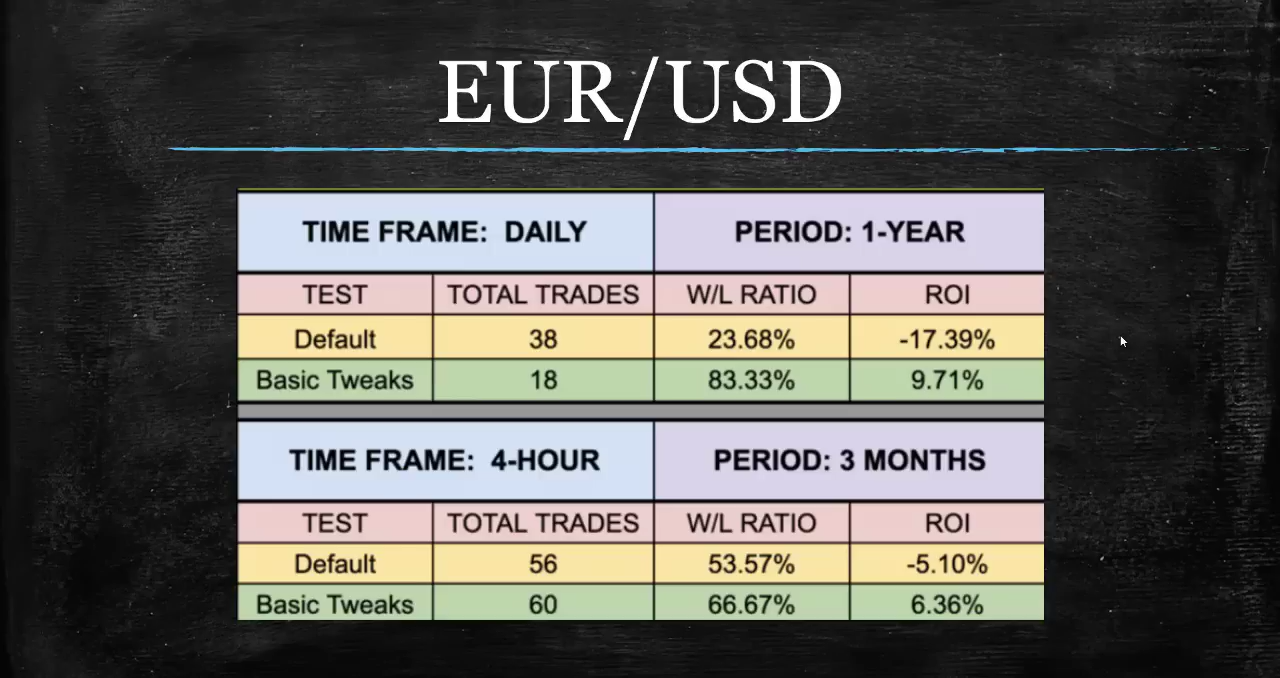 EUR/USD
TIME FRAME: DAILY PERIOD: 1-YEAR
TEST TOTAL TRADES W/L RATIO ROI
Default 38 23.68% -17.39%
Basic Tweaks 18 83.33% 9.71%
TIME FRAME: 4-HOUR PERIOD: 3 MONTHS
TEST TOTAL TRADES W/L RATIO ROI
Default 56 53.57% -5.10%
Basic Tweaks 60 66.67% 6.36%